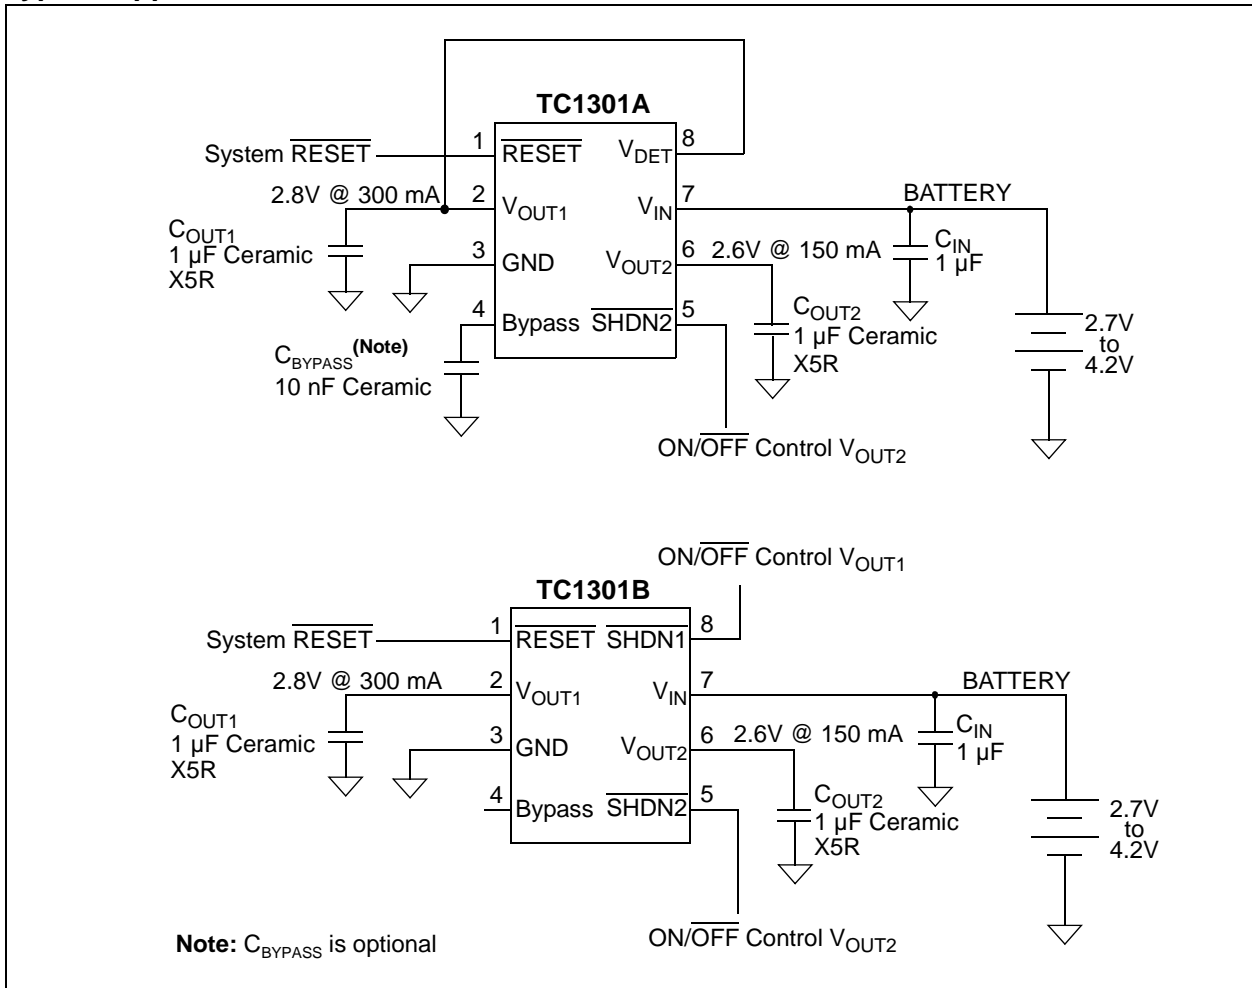 TC1301A
System RESET
1
RESET
VDET
8
2.8V @ 300 mA
2
VOUT1
VIN
7
BATTERY
COUT1
1 µF Ceramic
X5R
3
GND
VOUT2
6
2.6V @ 150 mA
CIN
1 µF
4
Bypass
SHDN2
5
COUT2
1 µF Ceramic
X5R
CBYPASS(Note)
10 nF Ceramic
2.7V
to
4.2V
ON/OFF Control VOUT2
ON/OFF Control VOUT1
TC1301B
System RESET
1
RESET
SHDN1
8
2.8V @ 300 mA
2
VOUT1
VIN
7
BATTERY
COUT1
1 µF Ceramic
X5R
3
GND
VOUT2
6
2.6V @ 150 mA
CIN
1 µF
4
Bypass
SHDN2
5
COUT2
1 µF Ceramic
X5R
2.7V
to
4.2V
ON/OFF Control VOUT2
Note: CBYPASS is optional